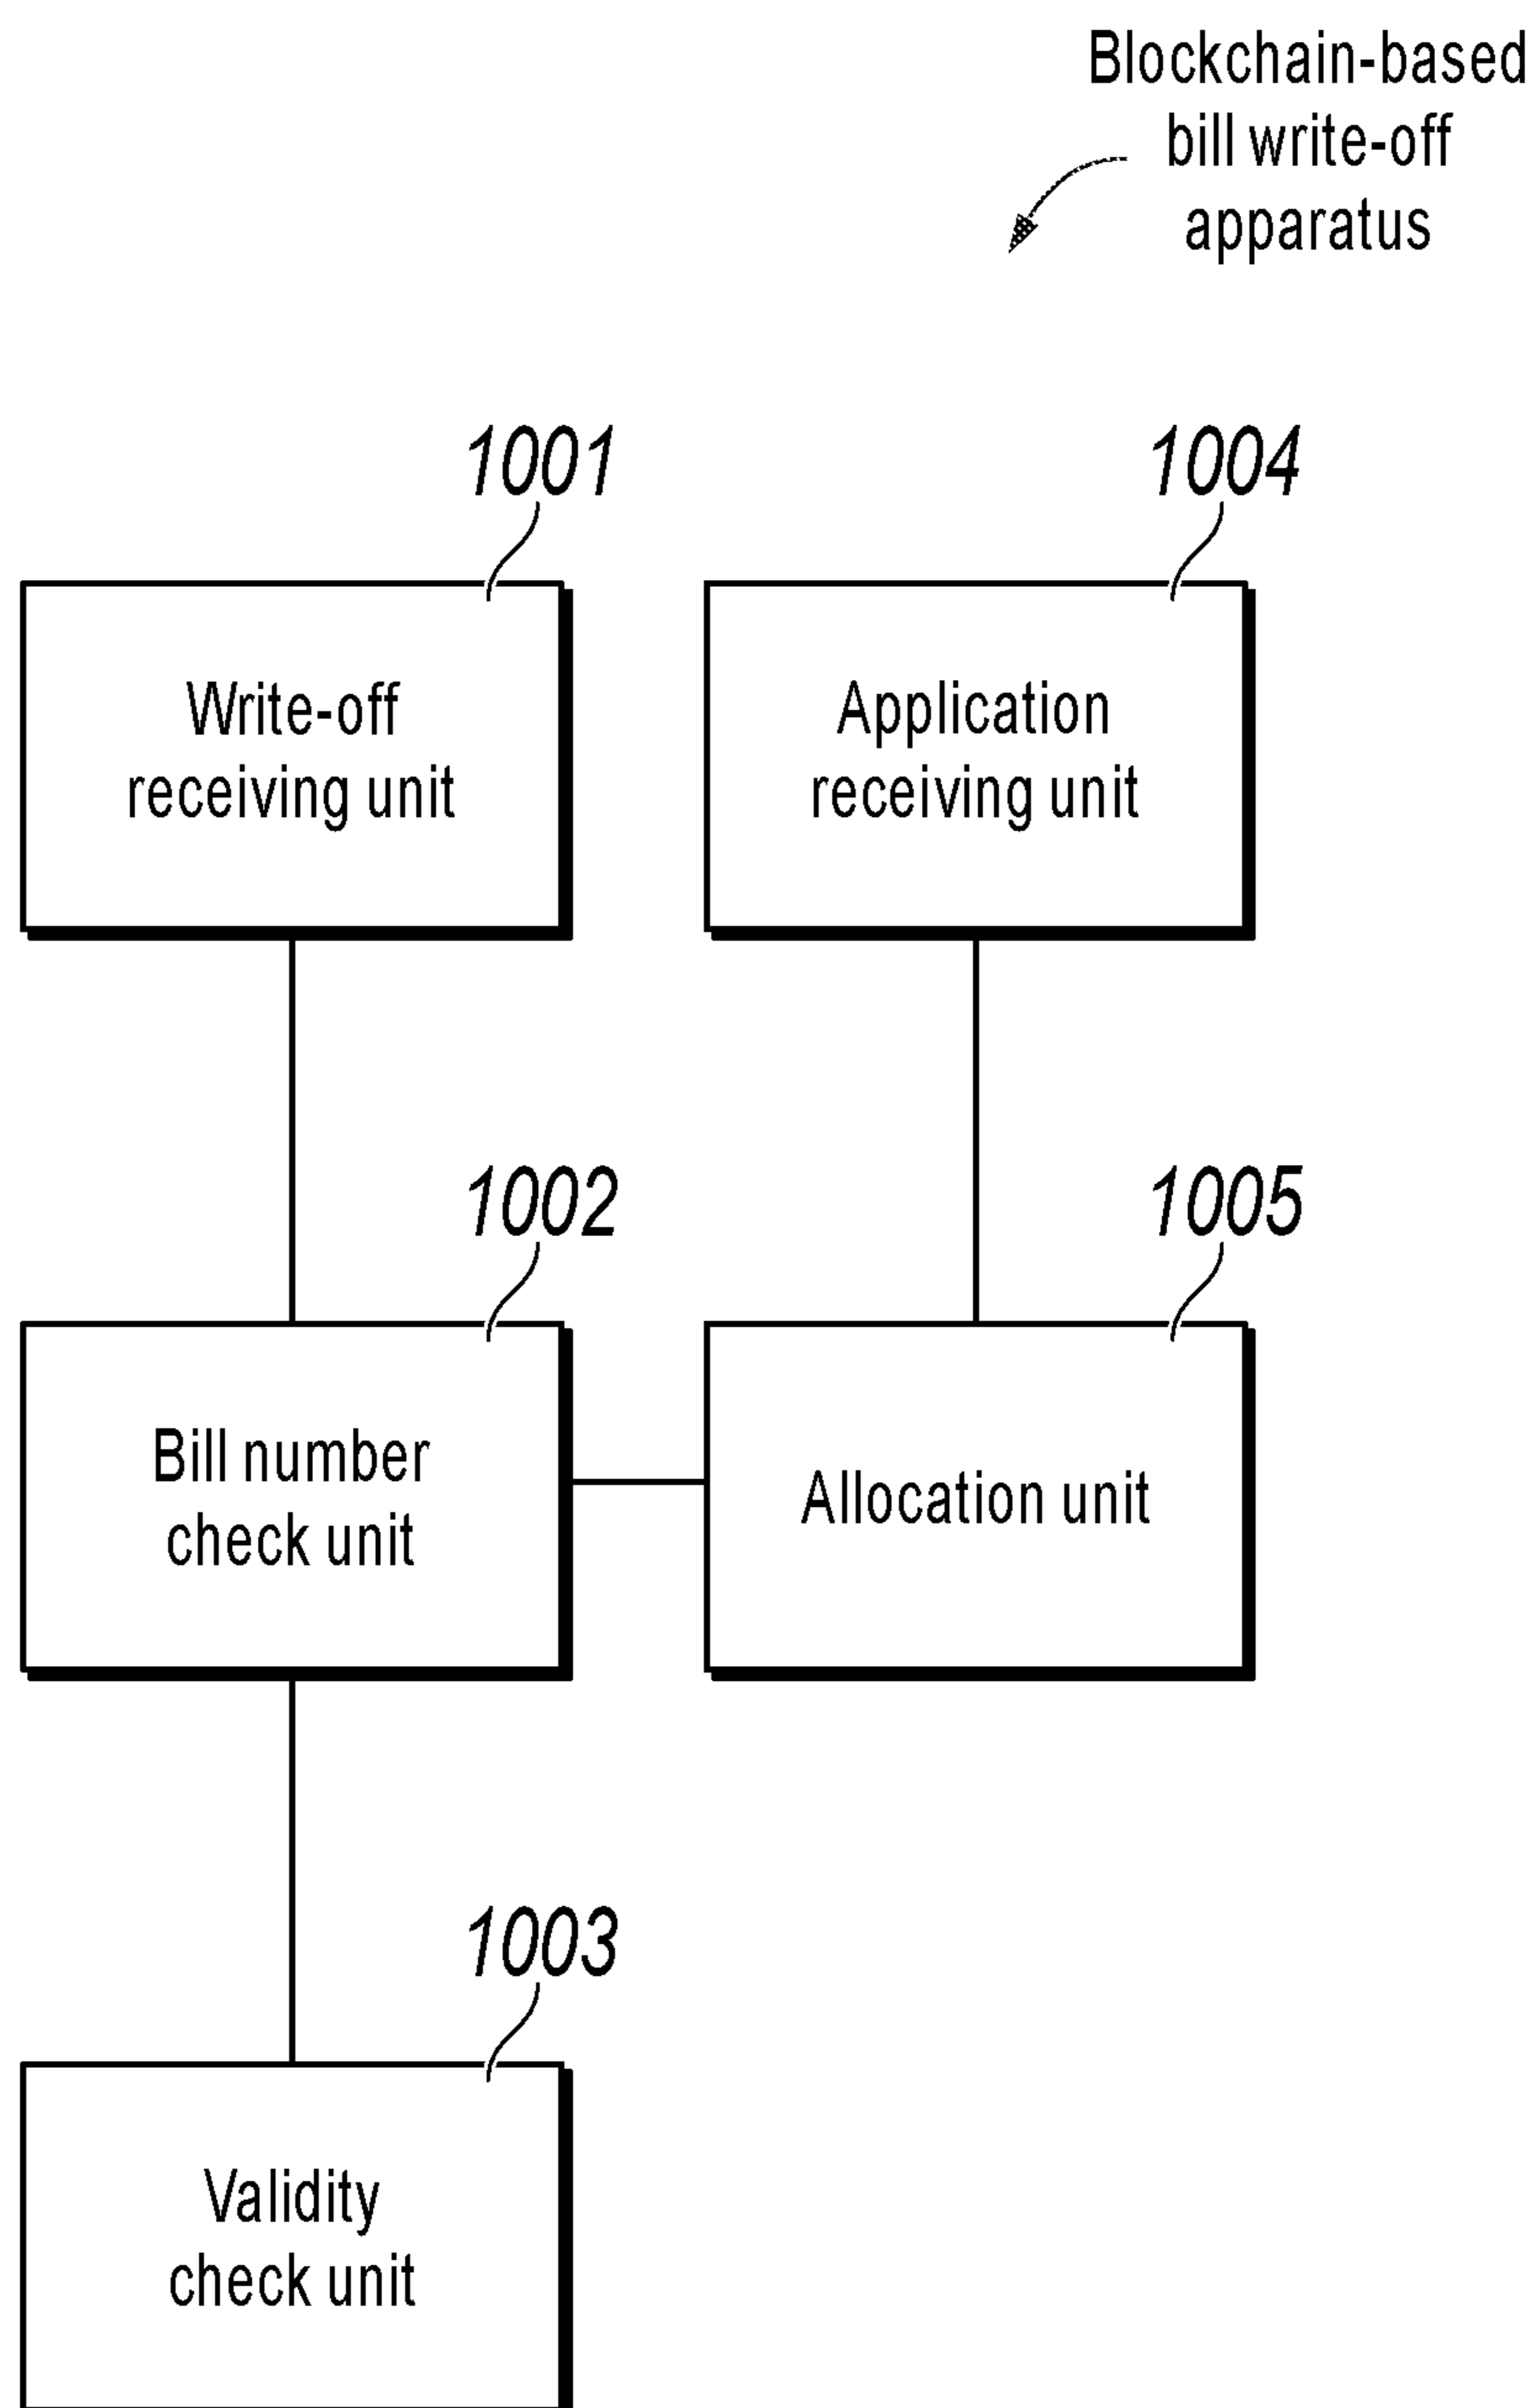 Blockchain-based
bill write-off
apparatus
1001
1004
Write-off
receiving unit
Application
receiving unit
1002
1005
Bill number
check unit
Allocation unit
1003
Validity
check unit